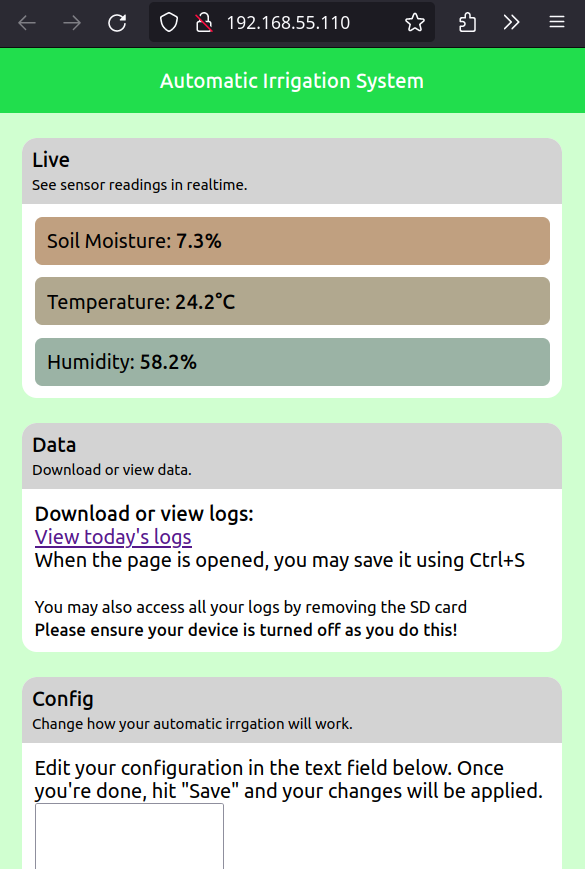 192.168.55.110
Automatic Irrigation System
Live
See sensor readings in realtime.
Soil Moisture: 7.3%
Temperature: 24.2°C
Humidity: 58.2%
Data
Download or view data.
Download or view logs:
View today's logs
When the page is opened, you may save it using Ctrl+S
You may also access all your logs by removing the SD card
Please ensure your device is turned off as you do this!
Config
Change how your automatic irrgation will work.
Edit your configuration in the text field below. Once
you're done, hit "Save" and your changes will be applied.